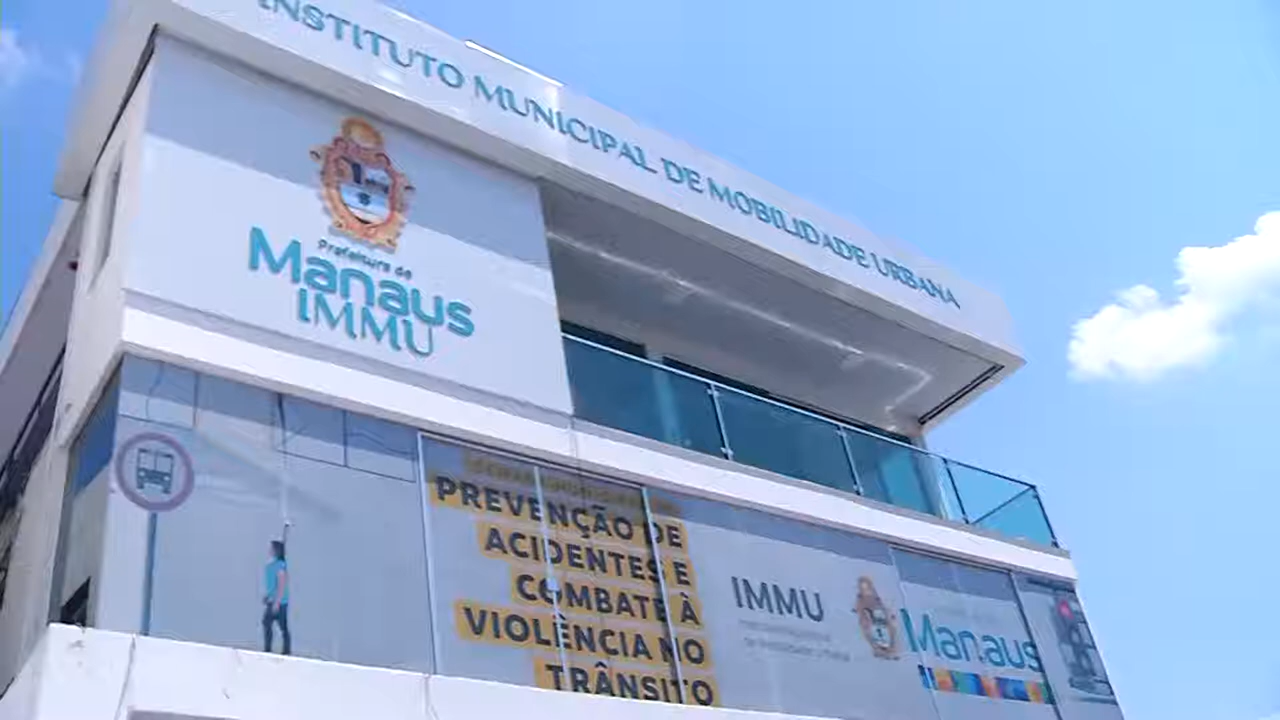 INSTITUTO MUNICIPAL DE MOBILIDADE URBANA
Prefeitura de
Manaus
IMMU
PREVENÇÃO DE
ACIDENTES E
COMBATE À
VIOLÊNCIA NO
TRÂNSITO
IMMU
Manaus